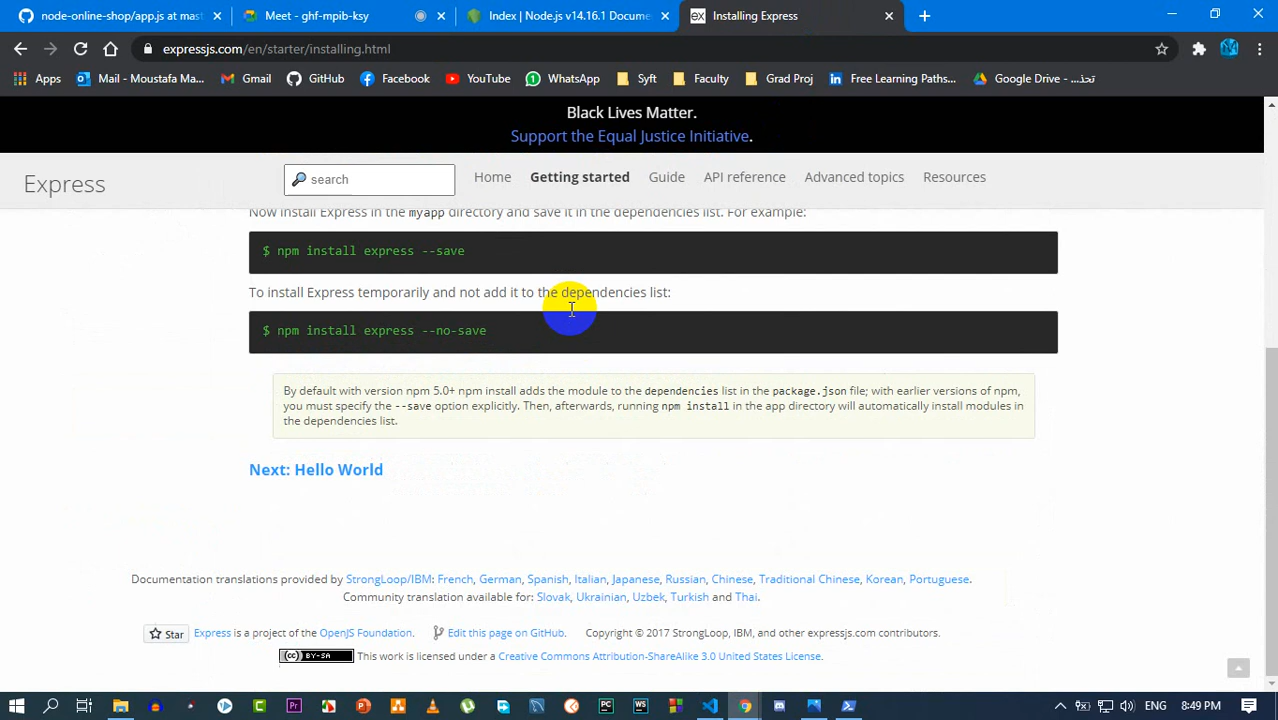 node-online-shop/app.js at mast
Meet - ghf-mpib-ksy
Index | Node.js v14.16.1 Docume
Installing Express
expressjs.com/en/starter/installing.html
Apps
Mail - Moustafa Ma...
Gmail
GitHub
Facebook
YouTube
WhatsApp
Syft
Faculty
Grad Proj
Free Learning Paths...
Google Drive - تحذ...
Black Lives Matter.
Support the Equal Justice Initiative.
Express
search
Home
Getting started
Guide
API reference
Advanced topics
Resources
Now install Express in the myapp directory and save it in the dependencies list. For example:
$ npm install express --save
To install Express temporarily and not add it to the dependencies list:
$ npm install express --no-save
By default with version npm 5.0+ npm install adds the module to the dependencies list in the package.json file; with earlier versions of npm,
you must specify the --save option explicitly. Then, afterwards, running npm install in the app directory will automatically install modules in
the dependencies list.
Next: Hello World
Documentation translations provided by StrongLoop/IBM: French, German, Spanish, Italian, Japanese, Russian, Chinese, Traditional Chinese, Korean, Portuguese.
Community translation available for: Slovak, Ukrainian, Uzbek, Turkish and Thai.
Star
Express is a project of the OpenJS Foundation.
Edit this page on GitHub.
Copyright © 2017 StrongLoop, IBM, and other expressjs.com contributors.
(cc) BY-SA
This work is licensed under a Creative Commons Attribution-ShareAlike 3.0 United States License.
ENG
8:49 PM